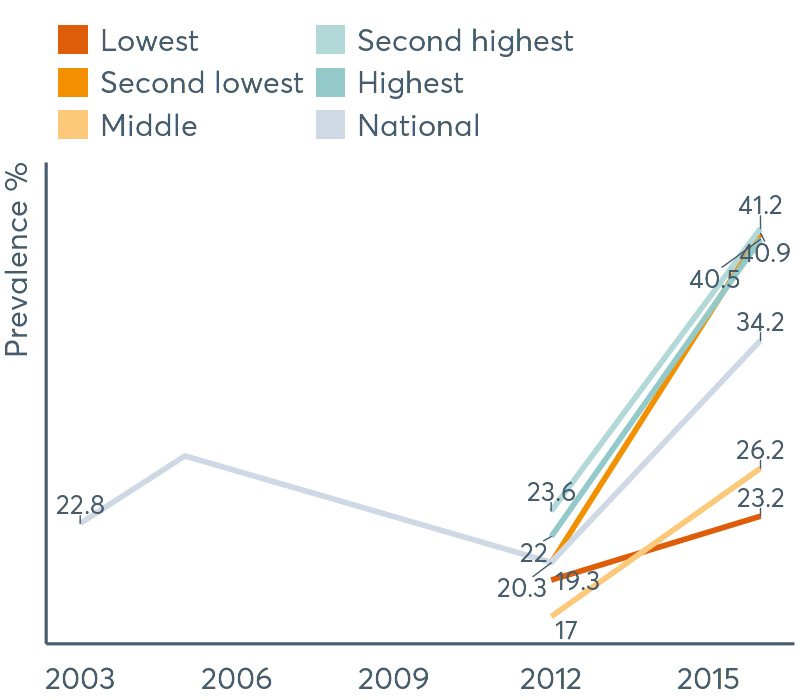 Lowest
Second lowest
Middle
Second highest
Highest
National
Prevalence %
41.2
40.9
40.5
34.2
26.2
23.2
22.8
23.6
22
20.3
19.3
17
2003
2006
2009
2012
2015